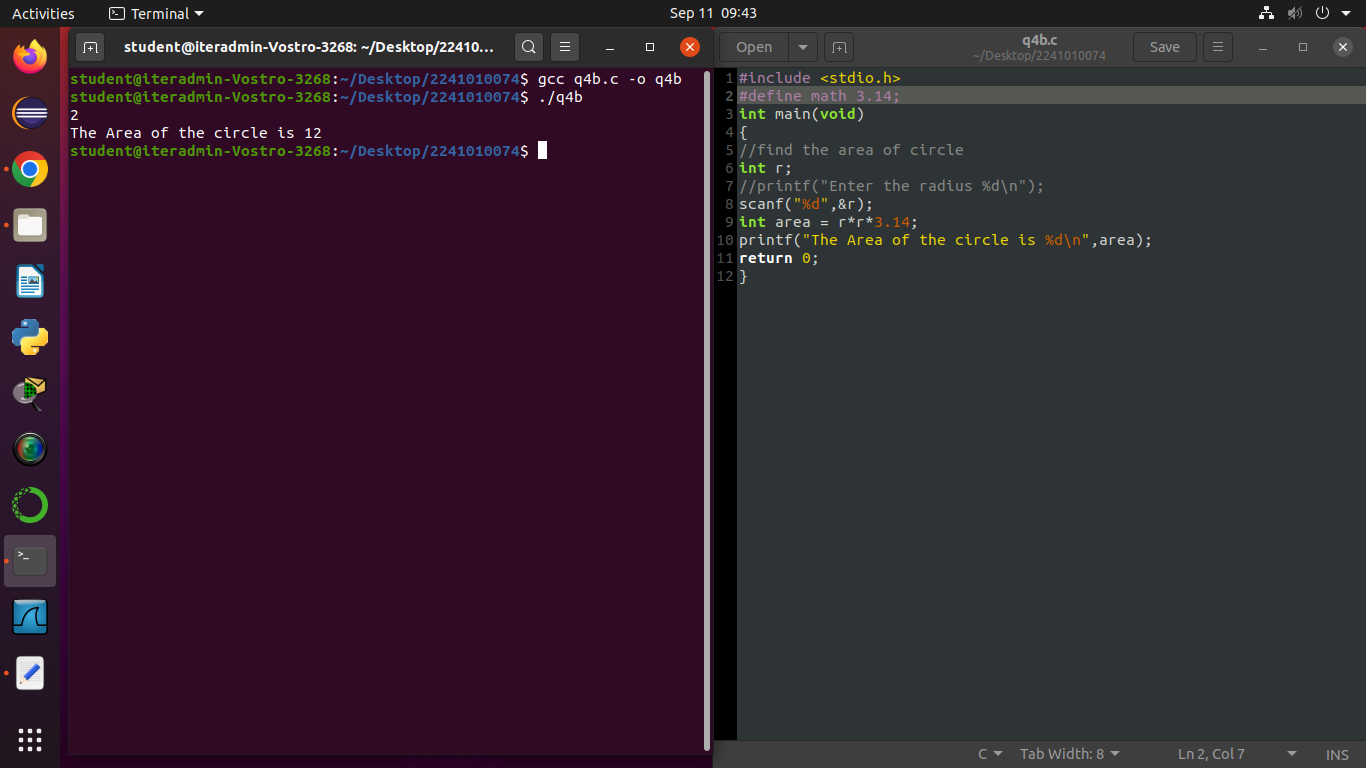 Activities
Terminal
Sep 11 09:43
student@iteradmin-Vostro-3268: ~/Desktop/22410...
student@iteradmin-Vostro-3268:~/Desktop/2241010074$ gcc q4b.c -o q4b
student@iteradmin-Vostro-3268:~/Desktop/2241010074$ ./q4b
2
The Area of the circle is 12
student@iteradmin-Vostro-3268:~/Desktop/2241010074$
Open
q4b.c
~/Desktop/2241010074
Save
1 #include <stdio.h>
2 #define math 3.14;
3 int main(void)
4 {
5 //find the area of circle
6 int r;
7 //printf("Enter the radius %d\n");
8 scanf("%d",&r);
9 int area = r*r*3.14;
10 printf("The Area of the circle is %d\n",area);
11 return 0;
12 }
C
Tab Width: 8
Ln 2, Col 7
INS